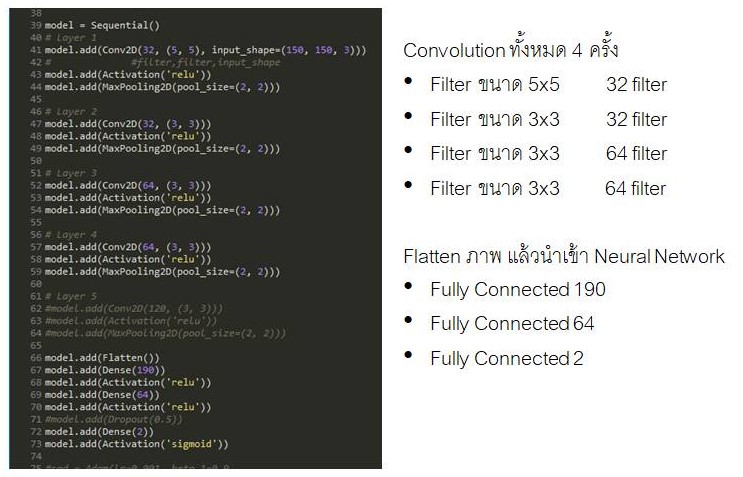 38
39 model = Sequential()
40 # Layer 1
41 model.add(Conv2D(32, (5, 5), input_shape=(150, 150, 3)))
42 # #filter,filter,input_shape
43 model.add(Activation('relu'))
44 model.add(MaxPooling2D(pool_size=(2, 2)))
45
46 # Layer 2
47 model.add(Conv2D(32, (3, 3)))
48 model.add(Activation('relu'))
49 model.add(MaxPooling2D(pool_size=(2, 2)))
50
51 # Layer 3
52 model.add(Conv2D(64, (3, 3)))
53 model.add(Activation('relu'))
54 model.add(MaxPooling2D(pool_size=(2, 2)))
55
56 # Layer 4
57 model.add(Conv2D(64, (3, 3)))
58 model.add(Activation('relu'))
59 model.add(MaxPooling2D(pool_size=(2, 2)))
60
61 # Layer 5
62 #model.add(Conv2D(120, (3, 3)))
63 #model.add(Activation('relu'))
64 #model.add(MaxPooling2D(pool_size=(2, 2)))
65
66 model.add(Flatten())
67 model.add(Dense(190))
68 model.add(Activation('relu'))
69 model.add(Dense(64))
70 model.add(Activation('relu'))
71 #model.add(Dropout(0.5))
72 model.add(Dense(2))
73 model.add(Activation('sigmoid'))
74
Convolution ทั้งหมด 4 ครั้ง
• Filter ขนาด 5x5 32 filter
• Filter ขนาด 3x3 32 filter
• Filter ขนาด 3x3 64 filter
• Filter ขนาด 3x3 64 filter
Flatten ภาพ แล้วนำเข้า Neural Network
• Fully Connected 190
• Fully Connected 64
• Fully Connected 2